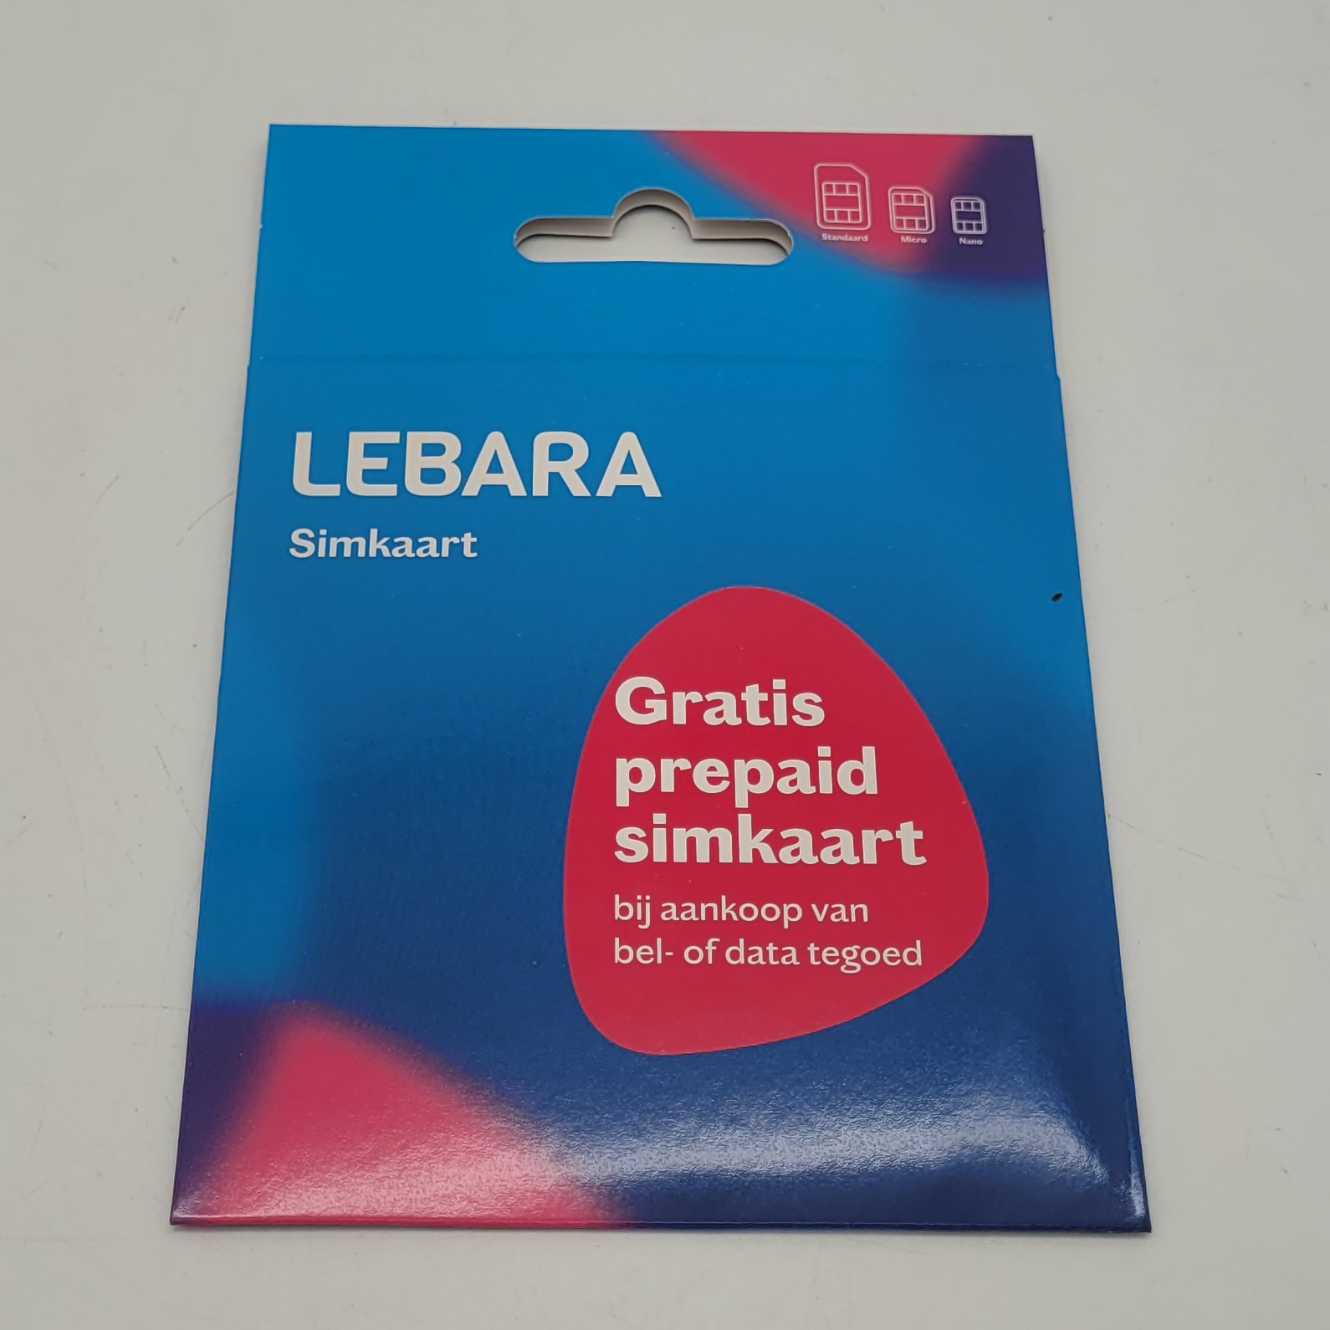 Standaard Micro Nano
LEBARA
Simkaart
Gratis
prepaid
simkaart
bij aankoop van
bel- of data tegoed